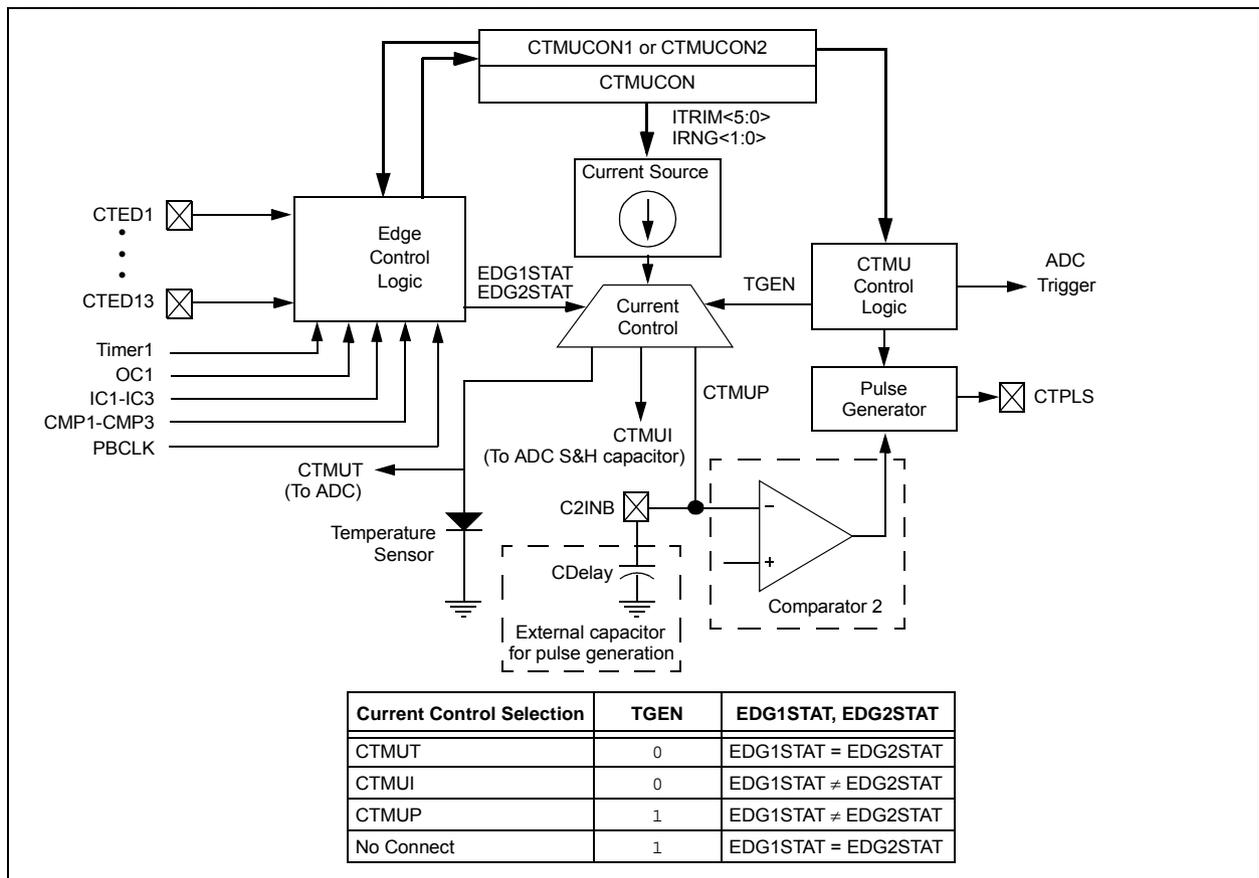 CTMUCON1 or CTMUCON2
CTMUCON
ITRIM<5:0>
IRNG<1:0>
Current Source
CTED1
CTED13
Edge
Control
Logic
EDG1STAT
EDG2STAT
Current
Control
TGEN
CTMU
Control
Logic
ADC
Trigger
Timer1
OC1
IC1-IC3
CMP1-CMP3
PBCLK
CTMUP
Pulse
Generator
CTPLS
CTMUT
(To ADC)
CTMUI
(To ADC S&H capacitor)
C2INB
Temperature
Sensor
CDelay
−
+
Comparator 2
External capacitor
for pulse generation
Current Control Selection TGEN EDG1STAT, EDG2STAT
CTMUT 0 EDG1STAT = EDG2STAT
CTMUI 0 EDG1STAT ≠ EDG2STAT
CTMUP 1 EDG1STAT ≠ EDG2STAT
No Connect 1 EDG1STAT = EDG2STAT